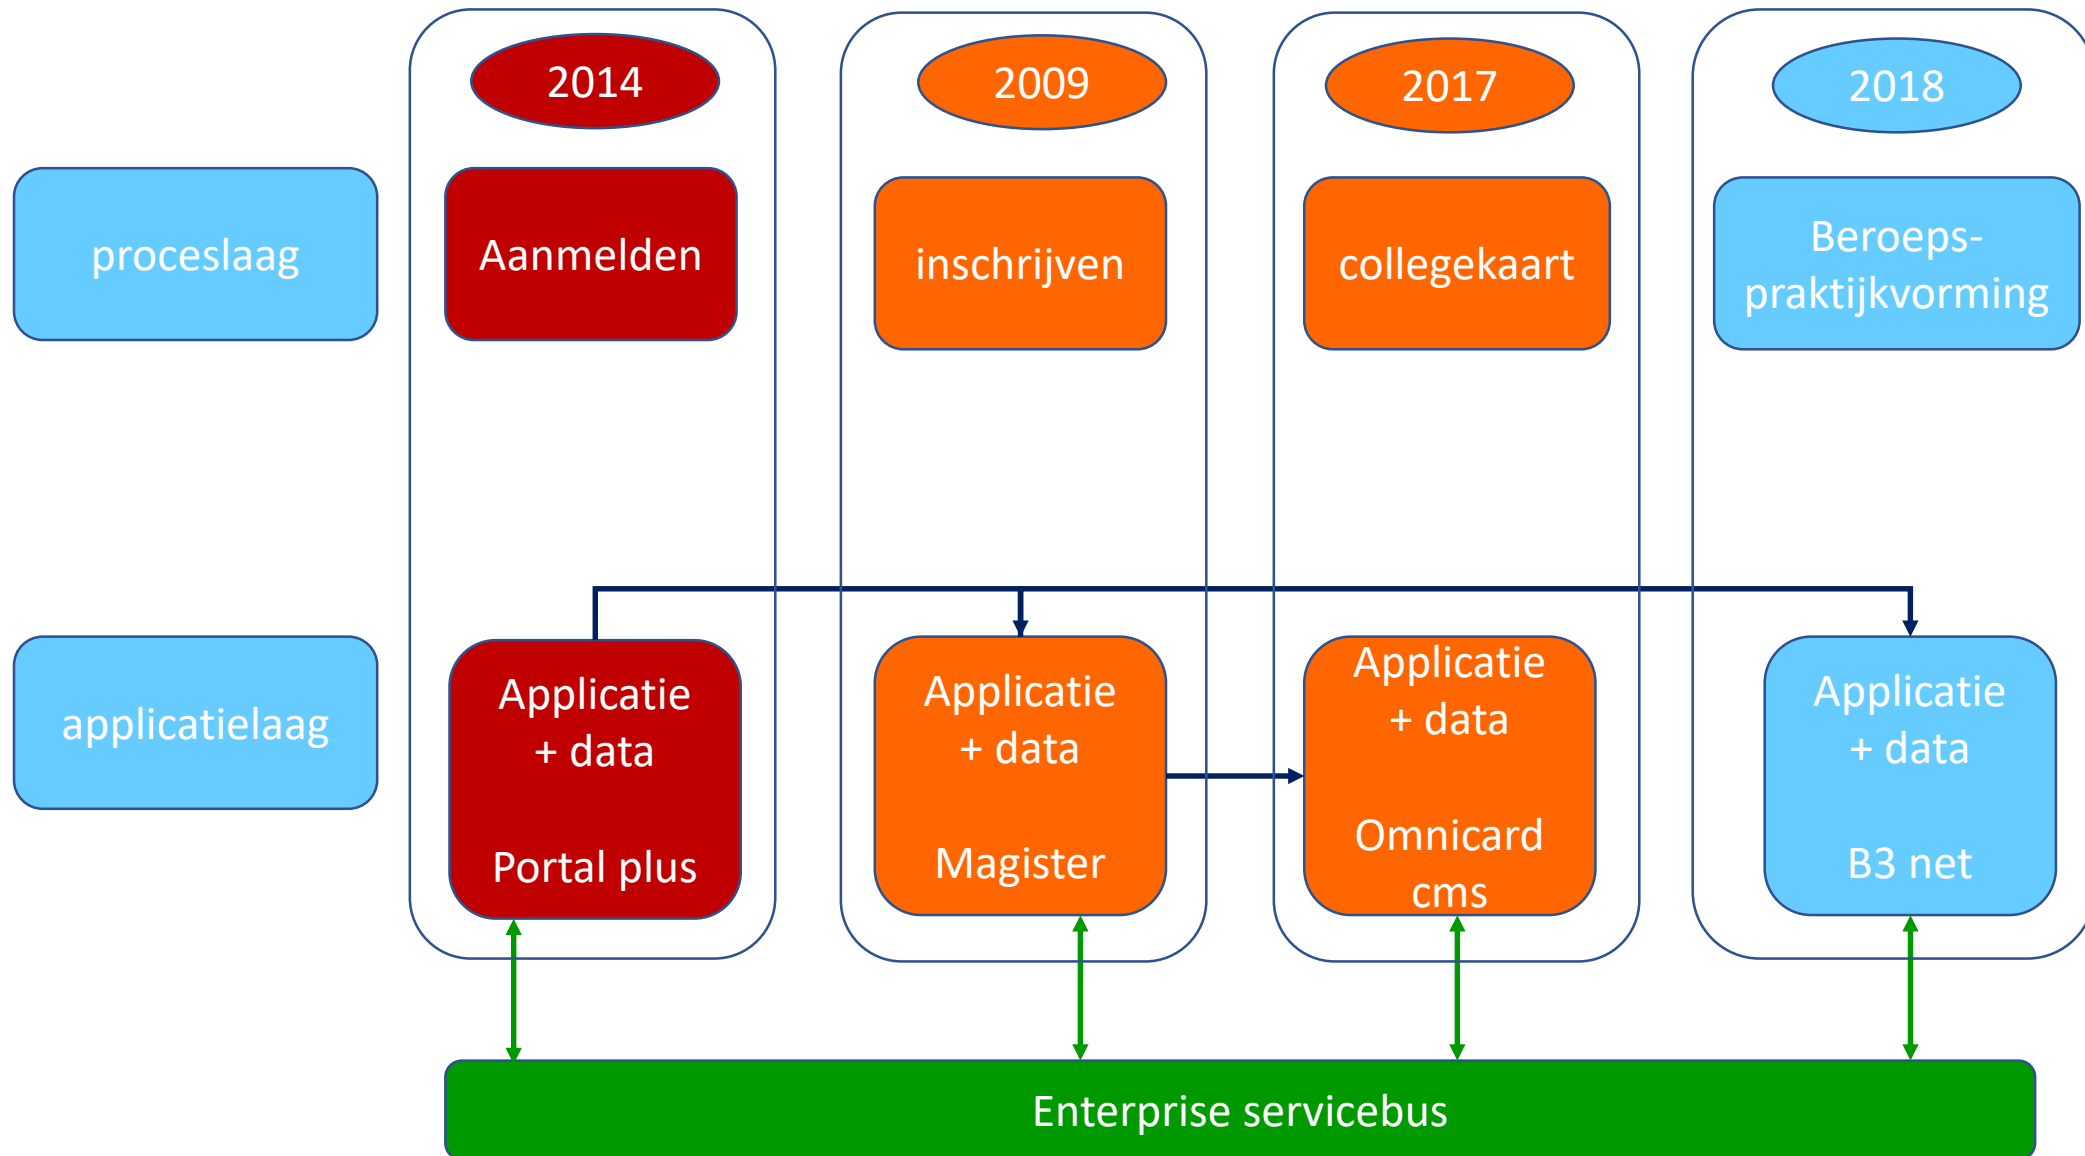 2014
2009
2017
2018
proceslaag
Aanmelden
inschrijven
collegekaart
Beroeps-
praktijkvorming
applicatielaag
Applicatie
+ data
Portal plus
Applicatie
+ data
Magister
Applicatie
+ data
Omnicard
cms
Applicatie
+ data
B3 net
Enterprise servicebus